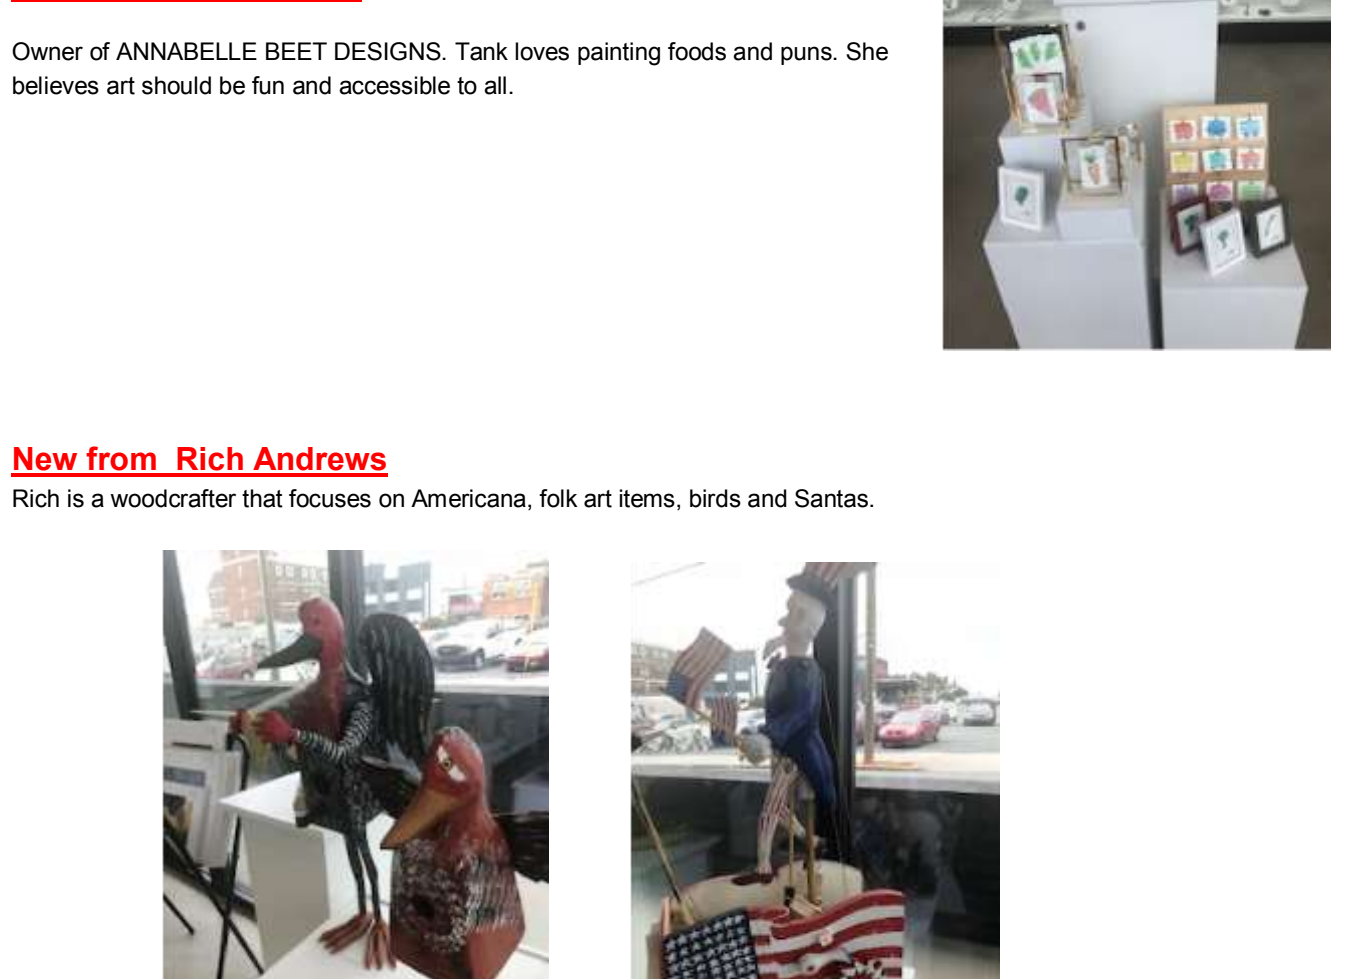 Owner of ANNABELLE BEET DESIGNS. Tank loves painting foods and puns. She
believes art should be fun and accessible to all.
New from  Rich Andrews
Rich is a woodcrafter that focuses on Americana, folk art items, birds and Santas.